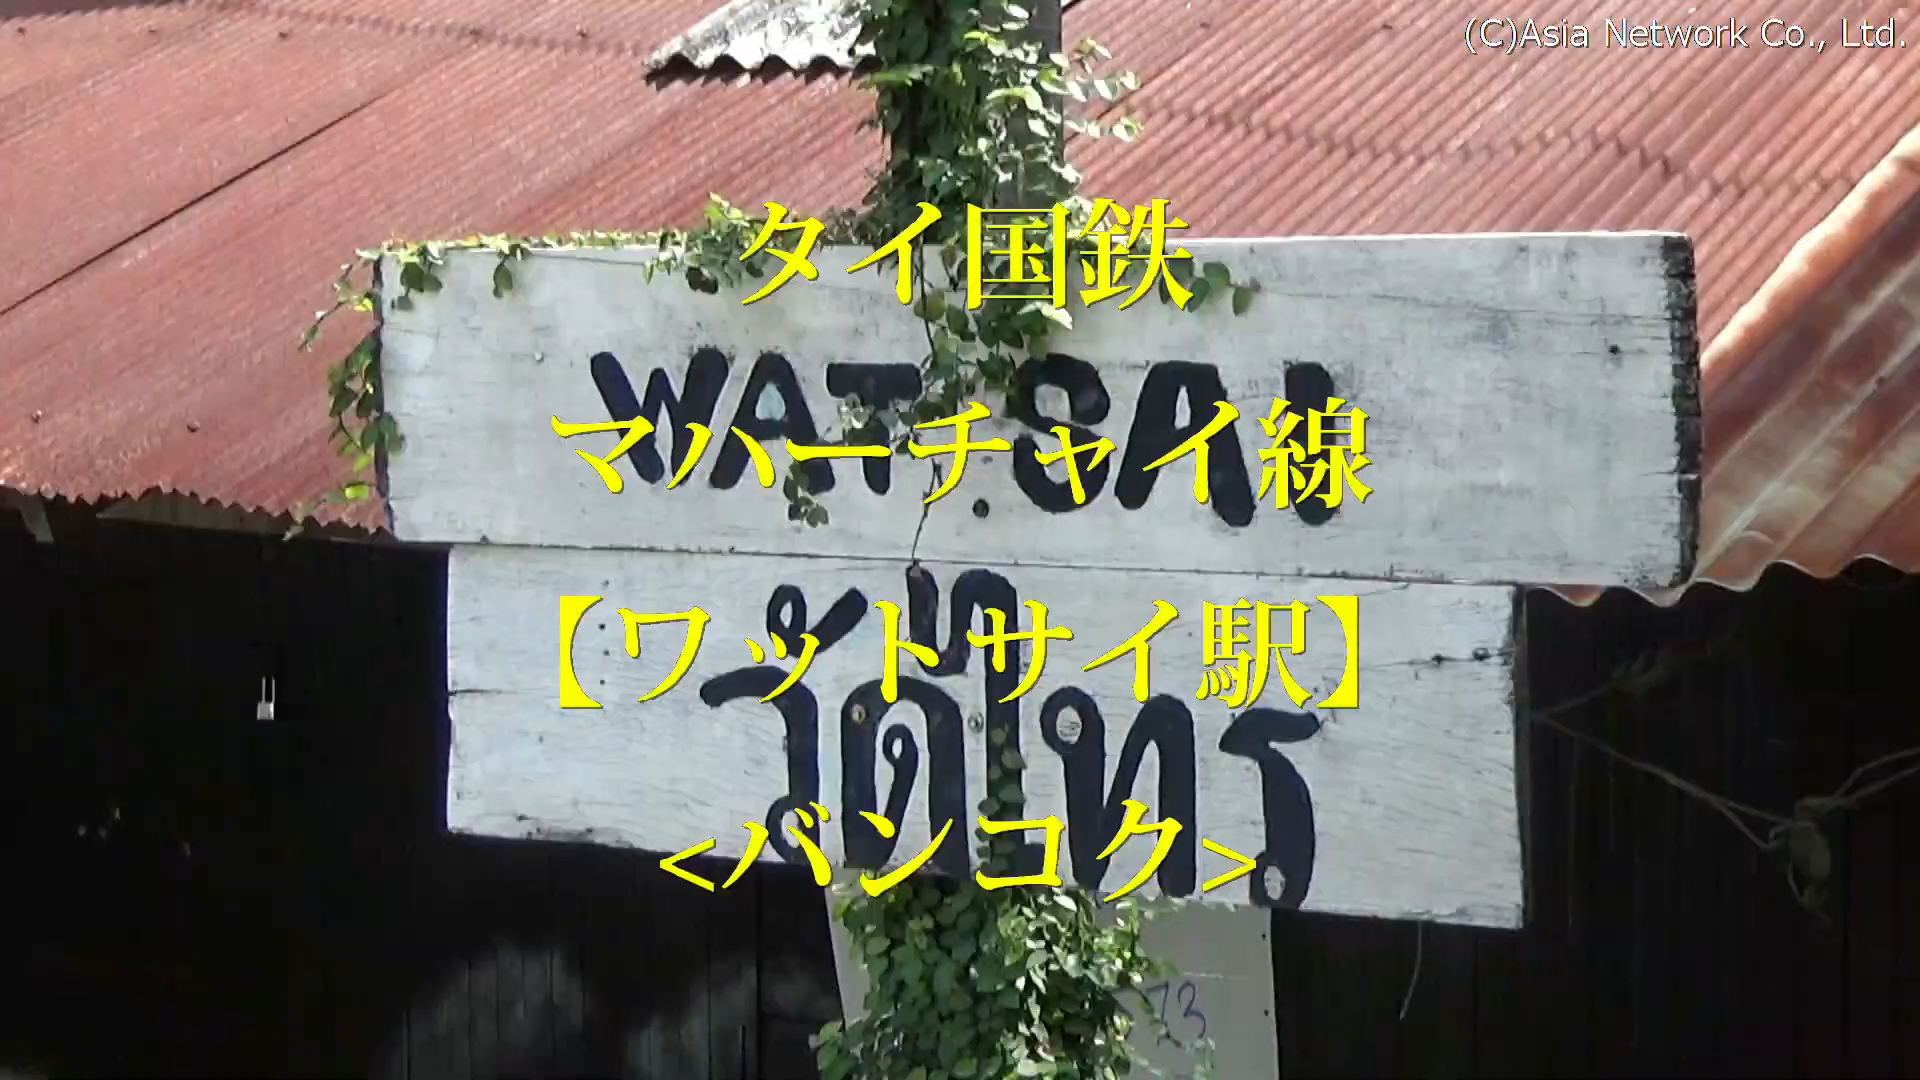 (C)Asia Network Co., Ltd.
タイ国鉄
WAT SAI
マハーチャイ線
วัดไทร
【ワットサイ駅】
<バンコク>
73